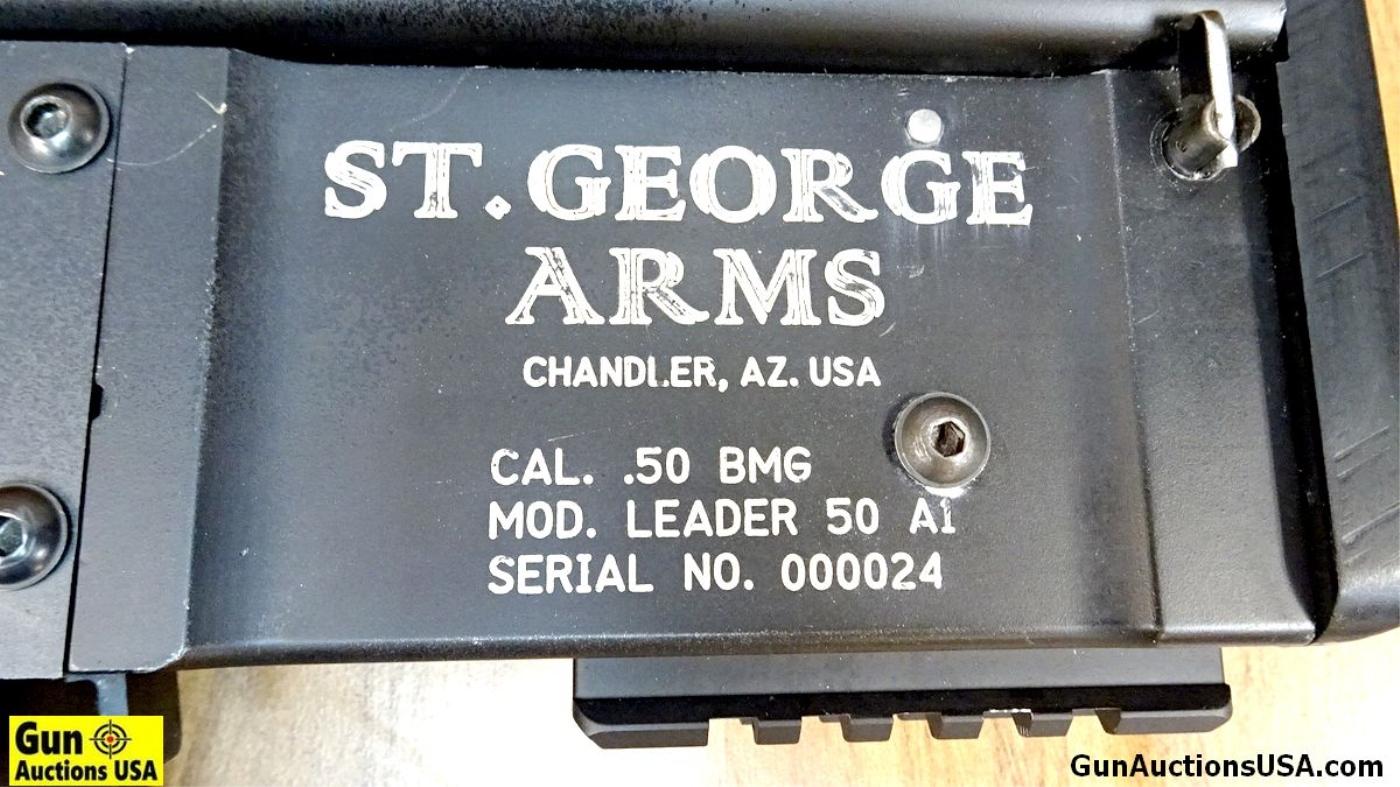 ST. GEORGE
ARMS
CHANDLER, AZ. USA
CAL. .50 BMG
MOD. LEADER 50 A1
SERIAL NO. 000024
Gun
Auctions USA
GunAuctionsUSA.com